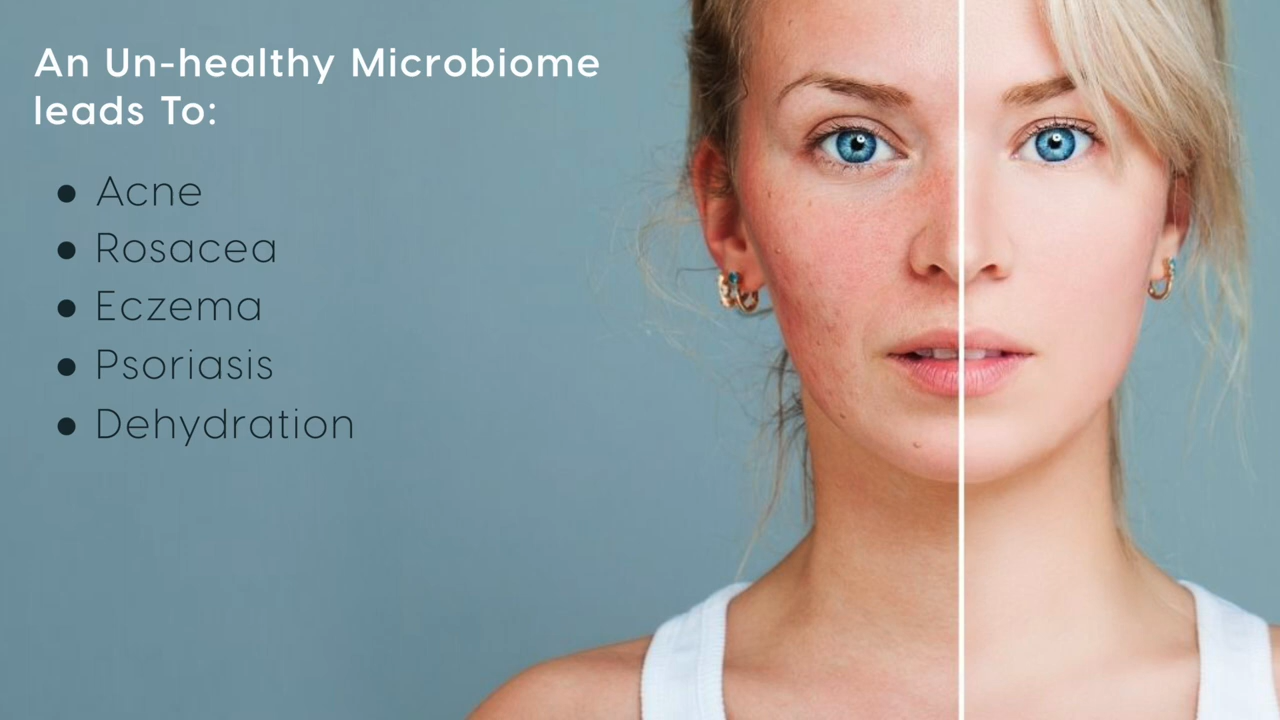 An Un-healthy Microbiome
leads To:
● Acne
● Rosacea
● Eczema
● Psoriasis
● Dehydration